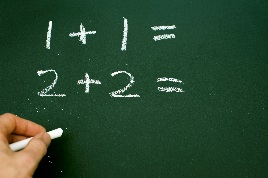 1 + 1 =
2 + 2 =